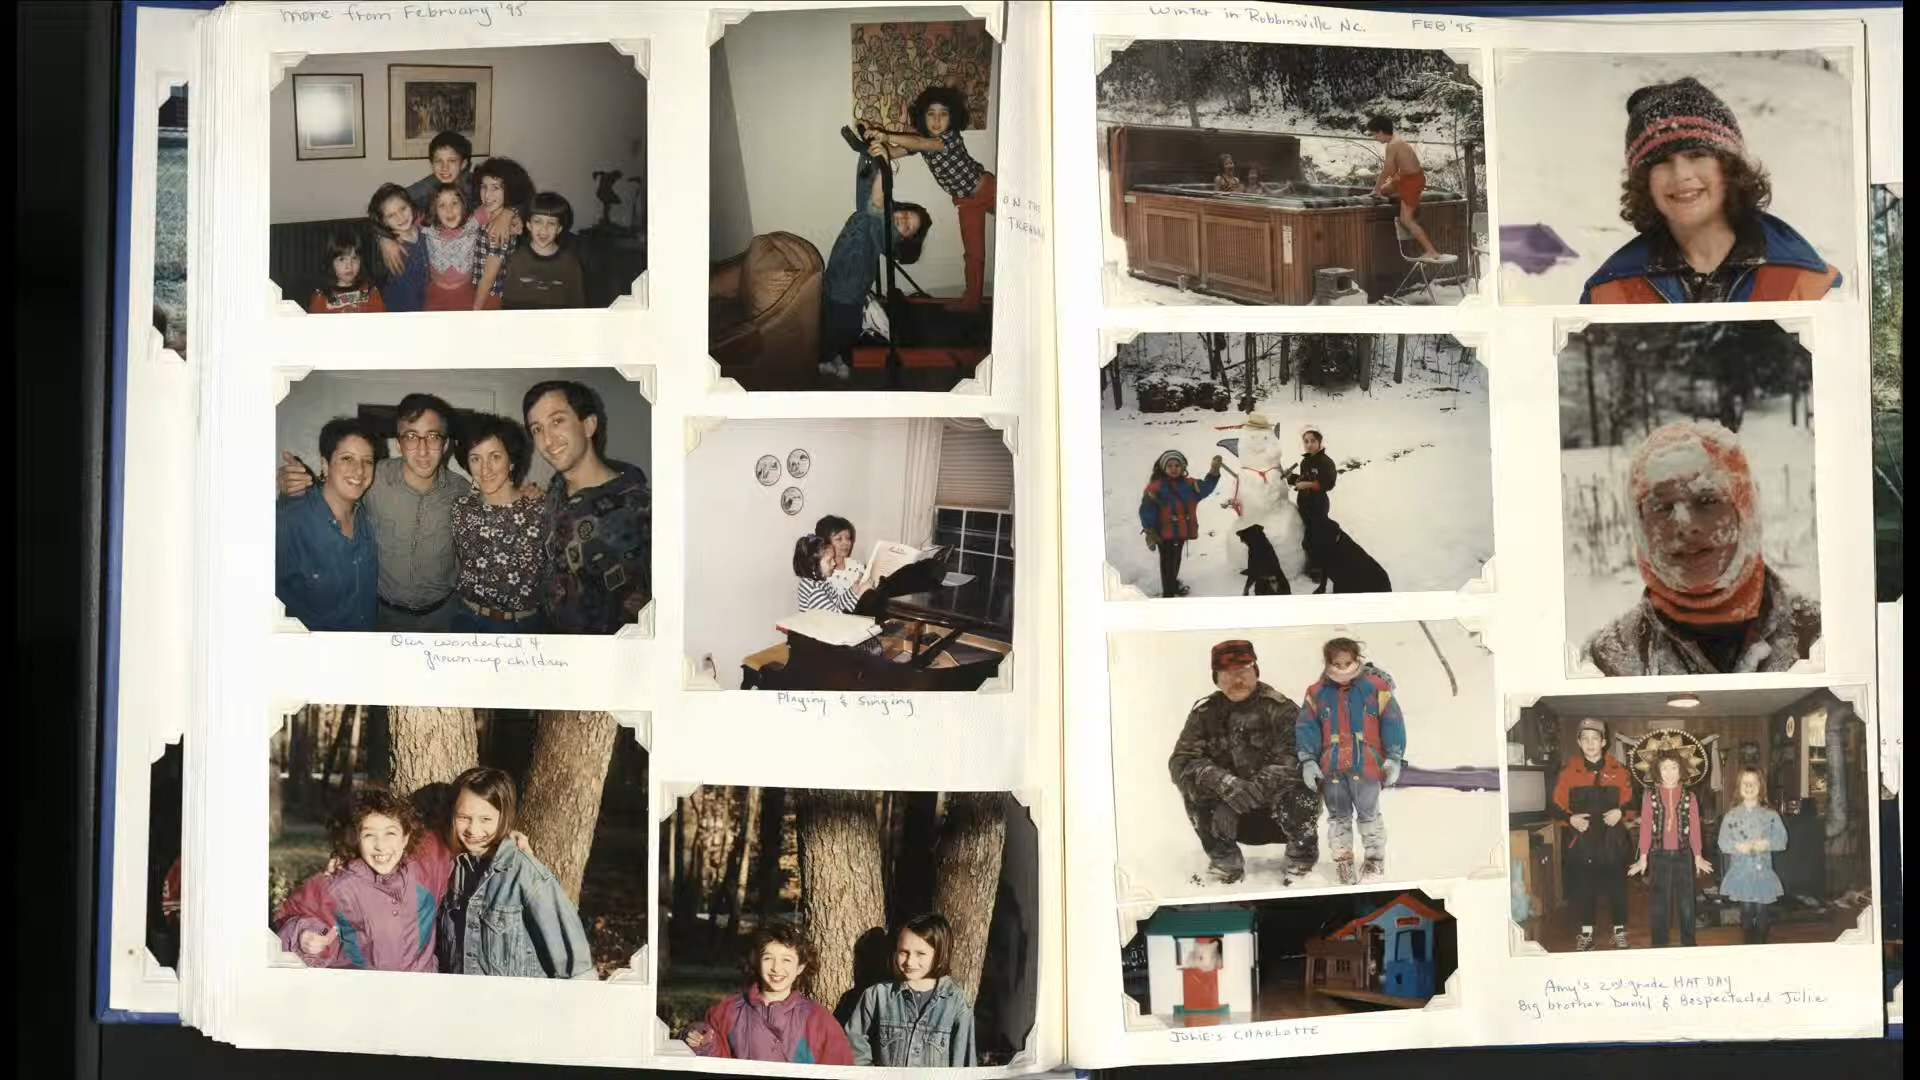 more from February '95
ON THE
Our wonderful 4
grown-up children
Playing & Singing
Winter in Robbinsville NC. FEB '95
Amy's 2nd grade HAT DAY
Big brother Daniel & Bespectacled Julie
JULIE'S CHARLOTTE